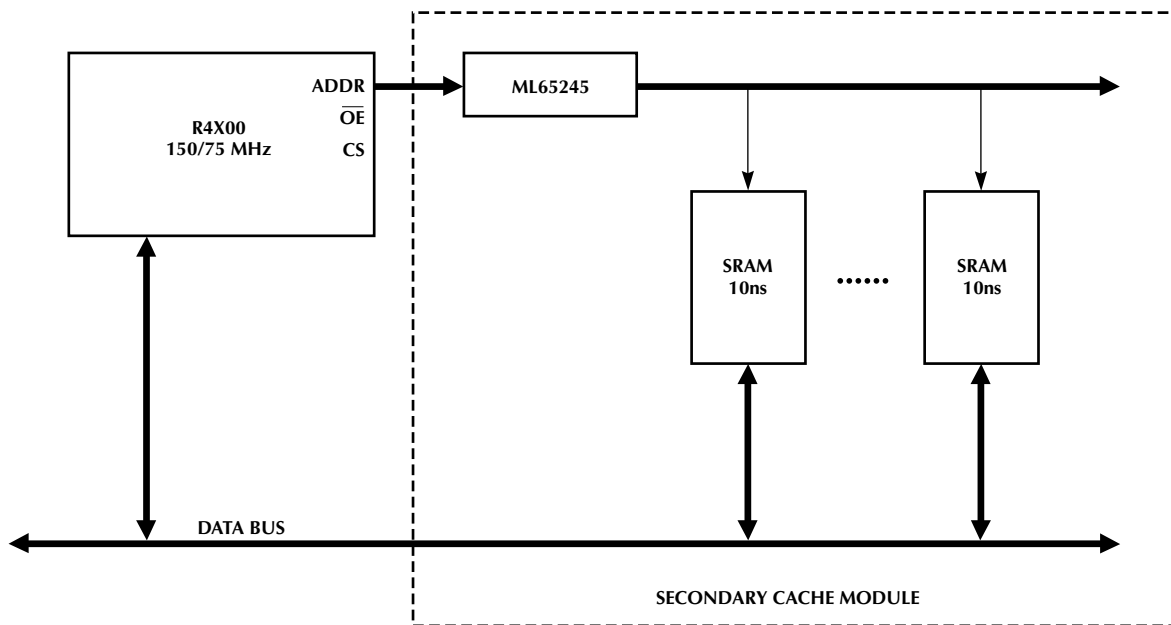 ADDR
ML65245
OE
R4X00
150/75 MHz
CS
SRAM
10ns
SRAM
10ns
DATA BUS
SECONDARY CACHE MODULE